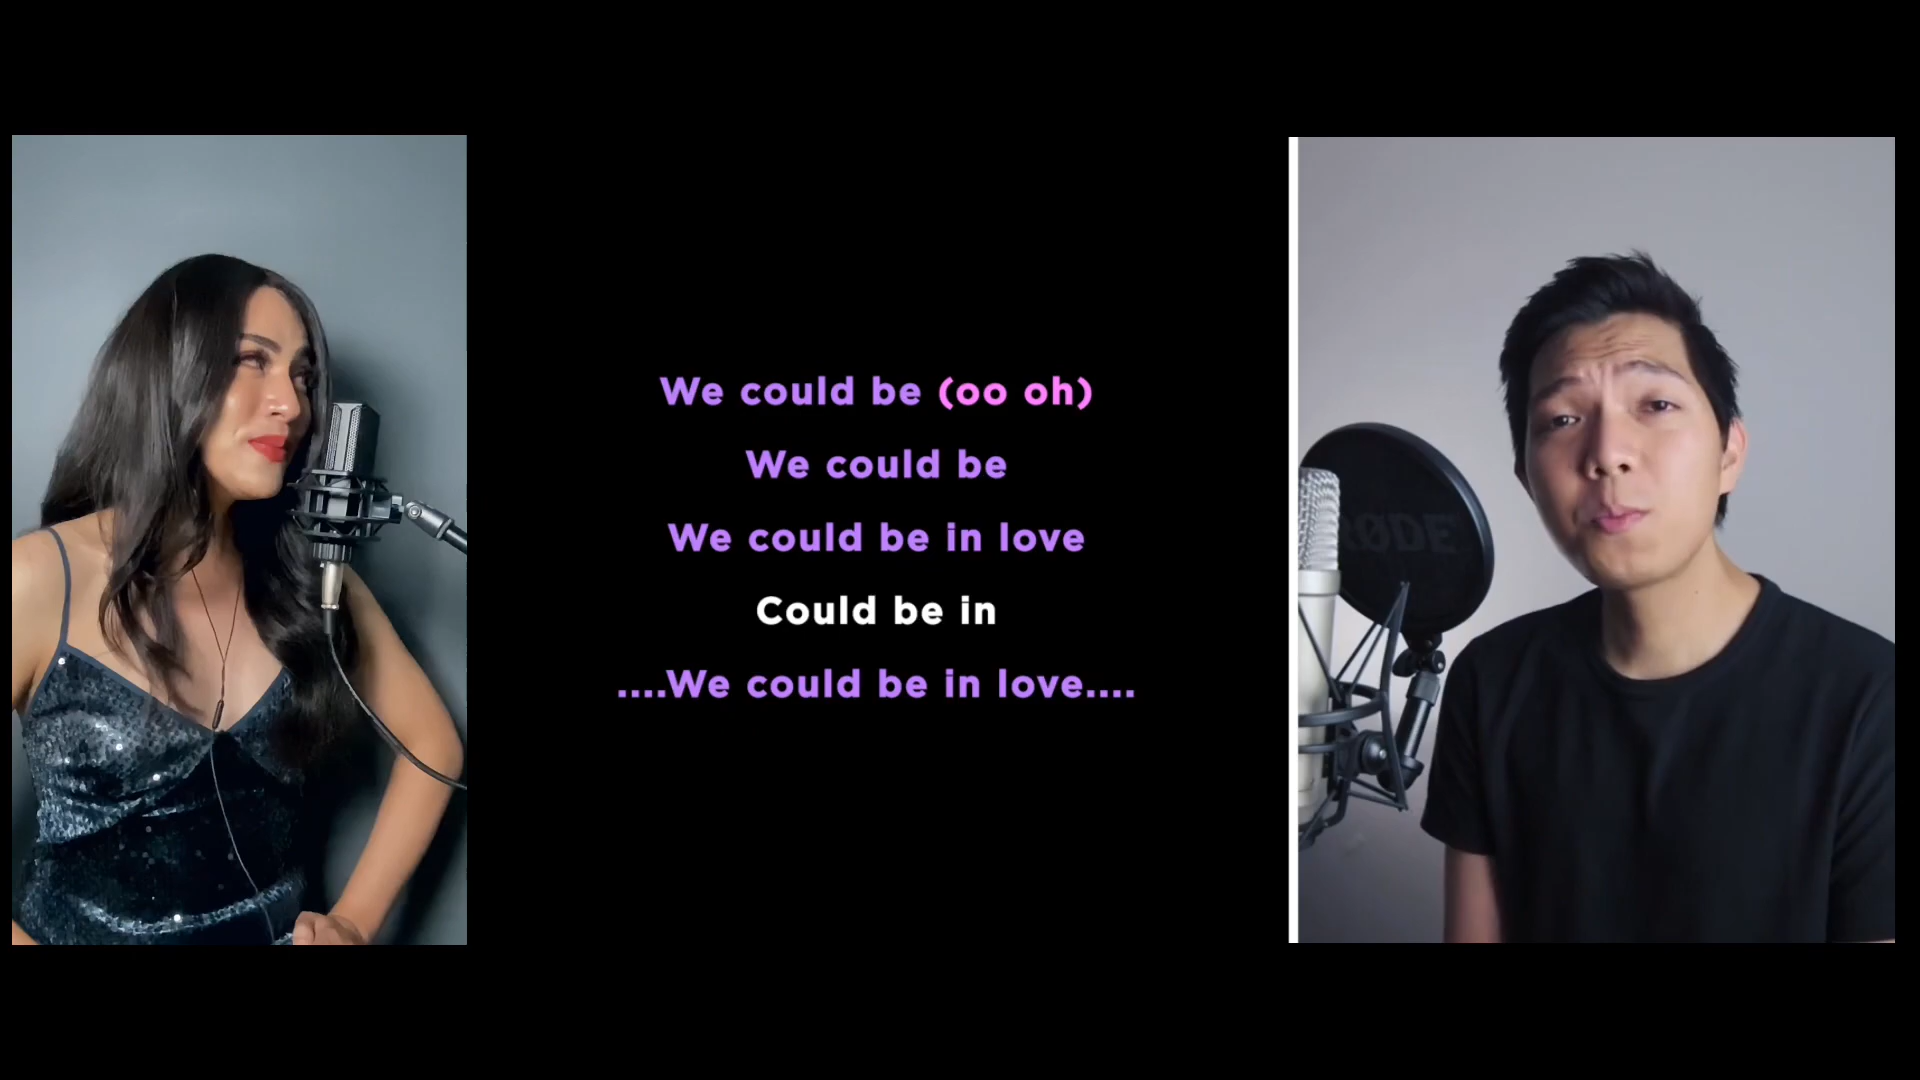 We could be (oo oh)
We could be
We could be in love
Could be in
....We could be in love....
RØDE